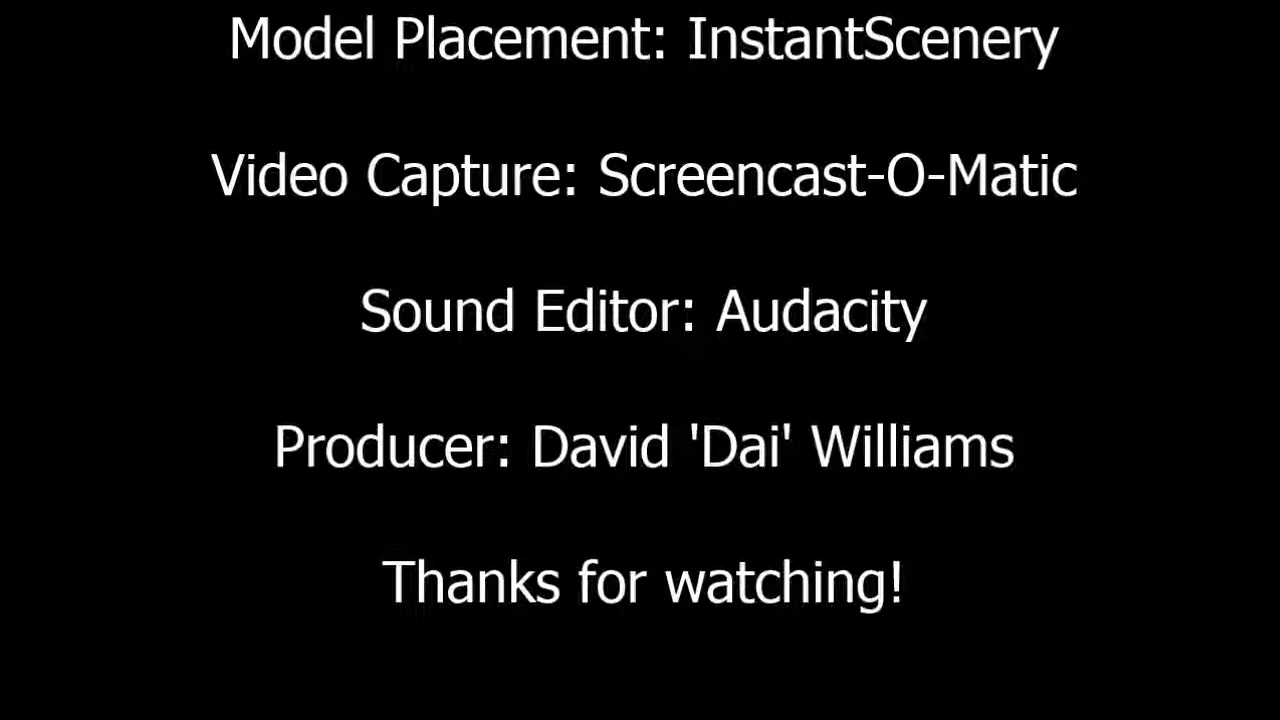 Model Placement: InstantScenery
Video Capture: Screencast-O-Matic
Sound Editor: Audacity
Producer: David 'Dai' Williams
Thanks for watching!